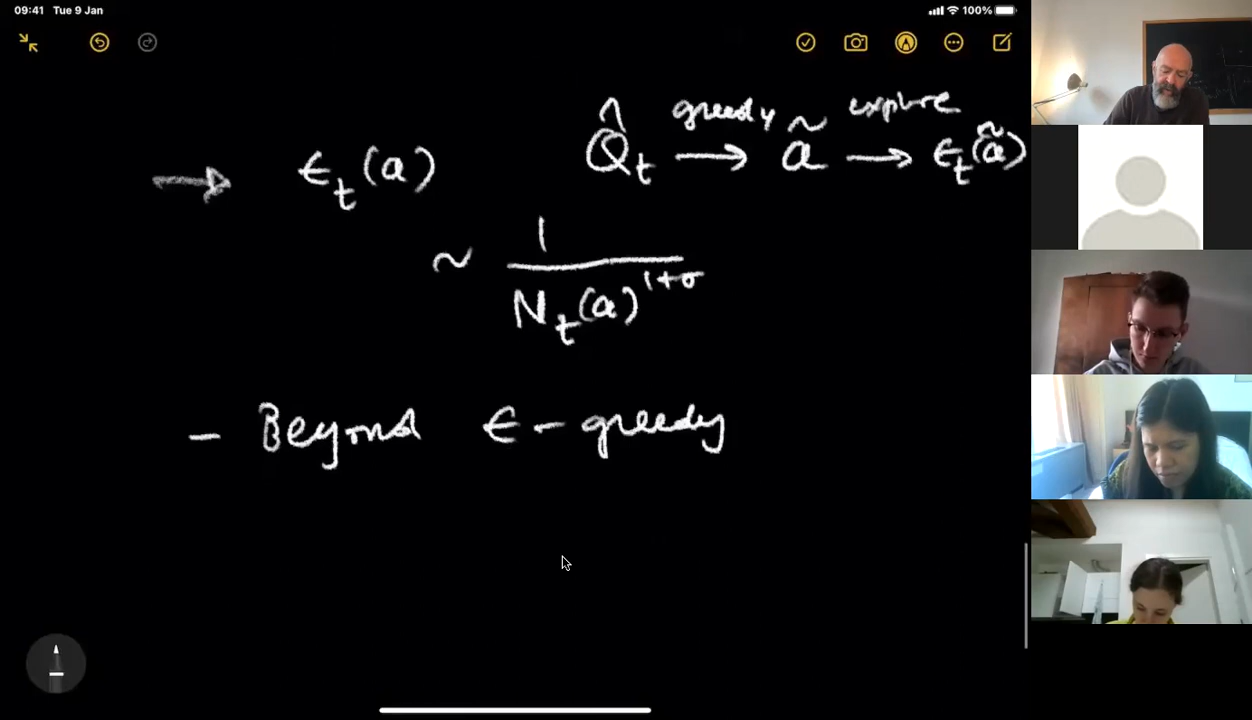 09:41 Tue 9 Jan 100%
Q̂_t —greedy→ ã —explore→ ϵ_t(ã)
→ ϵ_t(a)
~ 1 / N_t(a)^{1+σ}
- Beyond ϵ-greedy